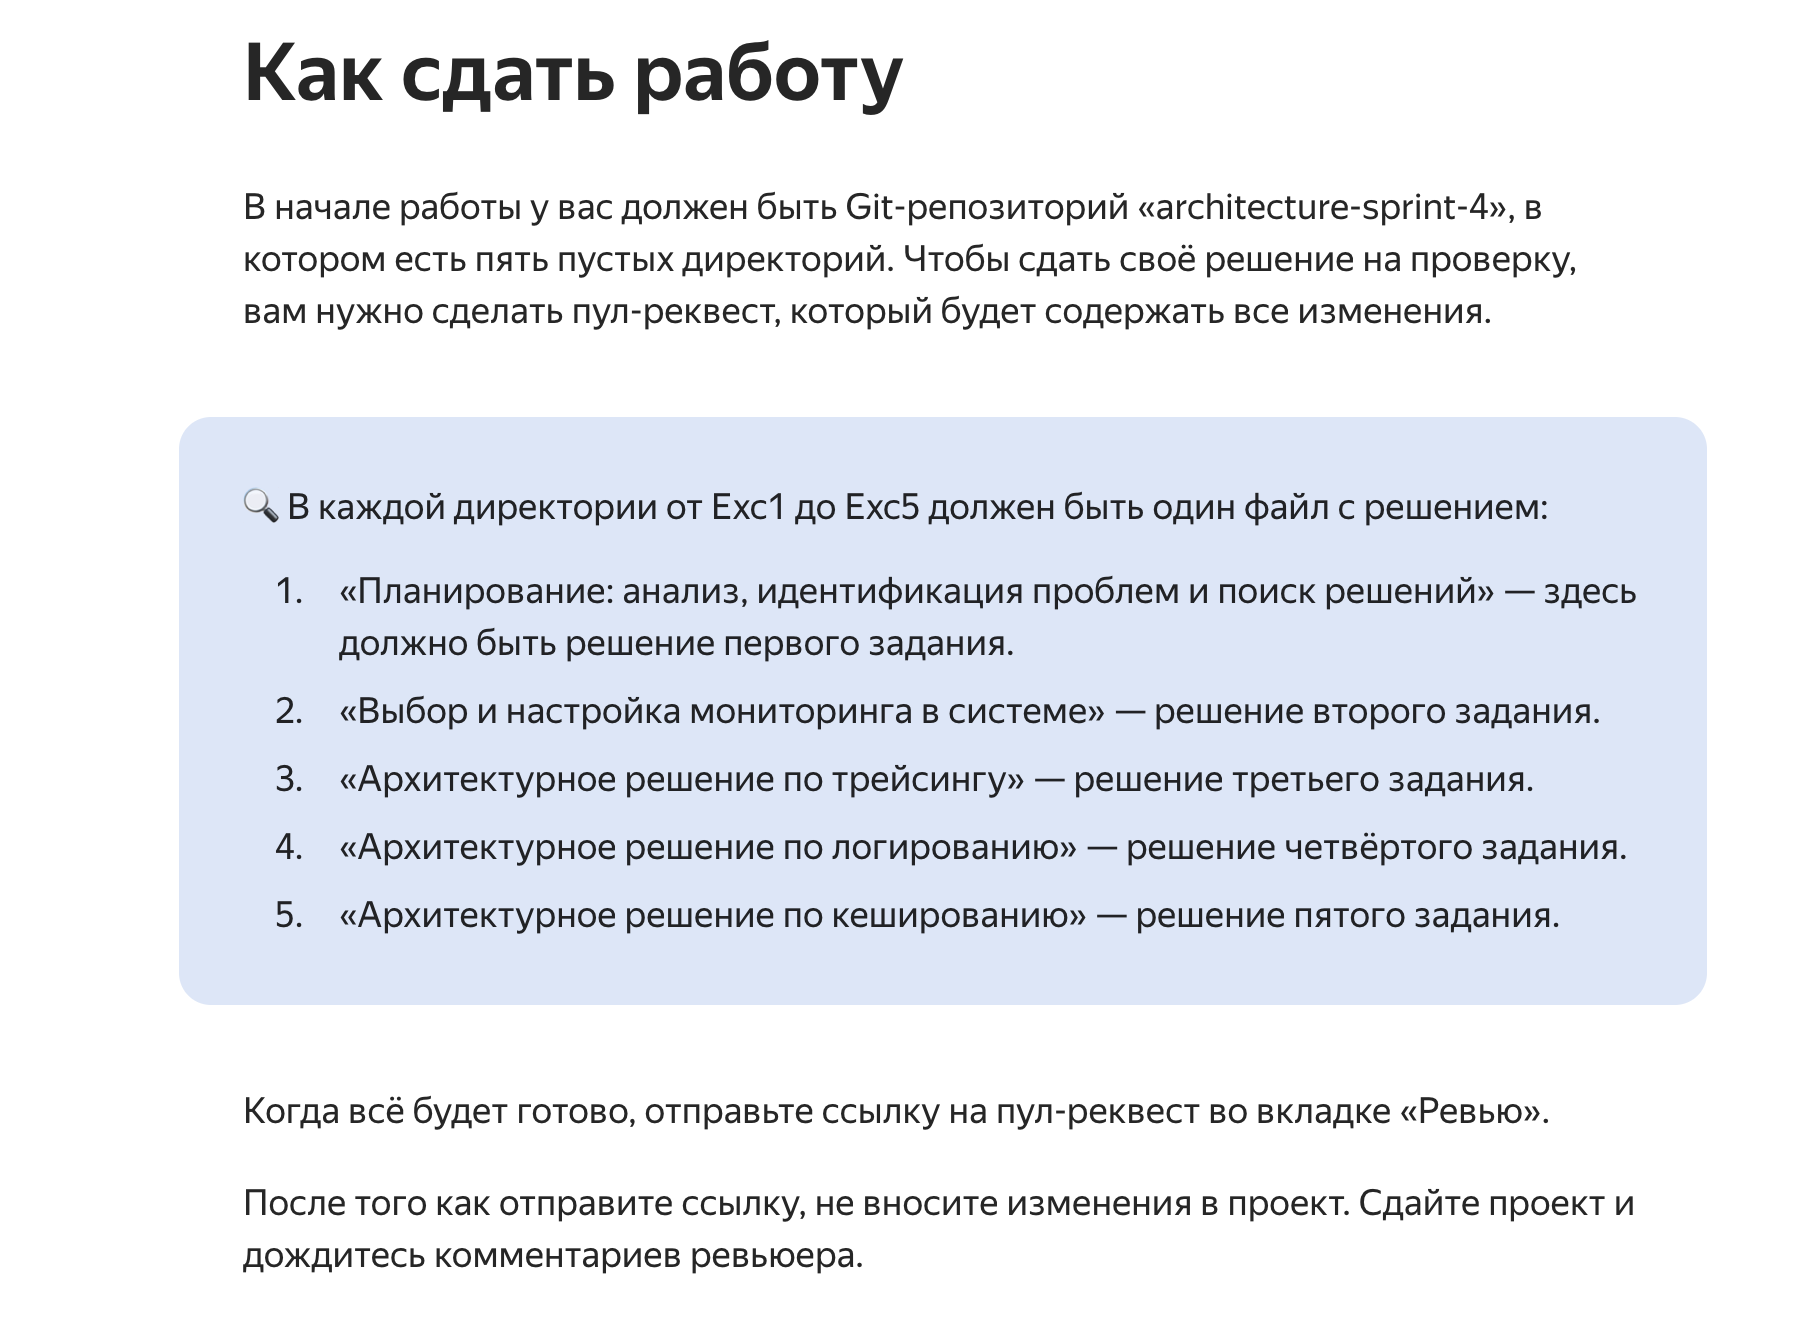 Как сдать работу
В начале работы у вас должен быть Git-репозиторий «architecture-sprint-4», в
котором есть пять пустых директорий. Чтобы сдать своё решение на проверку,
вам нужно сделать пул-реквест, который будет содержать все изменения.
🔍 В каждой директории от Exc1 до Exc5 должен быть один файл с решением:
1. «Планирование: анализ, идентификация проблем и поиск решений» — здесь
должно быть решение первого задания.
2. «Выбор и настройка мониторинга в системе» — решение второго задания.
3. «Архитектурное решение по трейсингу» — решение третьего задания.
4. «Архитектурное решение по логированию» — решение четвёртого задания.
5. «Архитектурное решение по кешированию» — решение пятого задания.
Когда всё будет готово, отправьте ссылку на пул-реквест во вкладке «Ревью».
После того как отправите ссылку, не вносите изменения в проект. Сдайте проект и
дождитесь комментариев ревьюера.